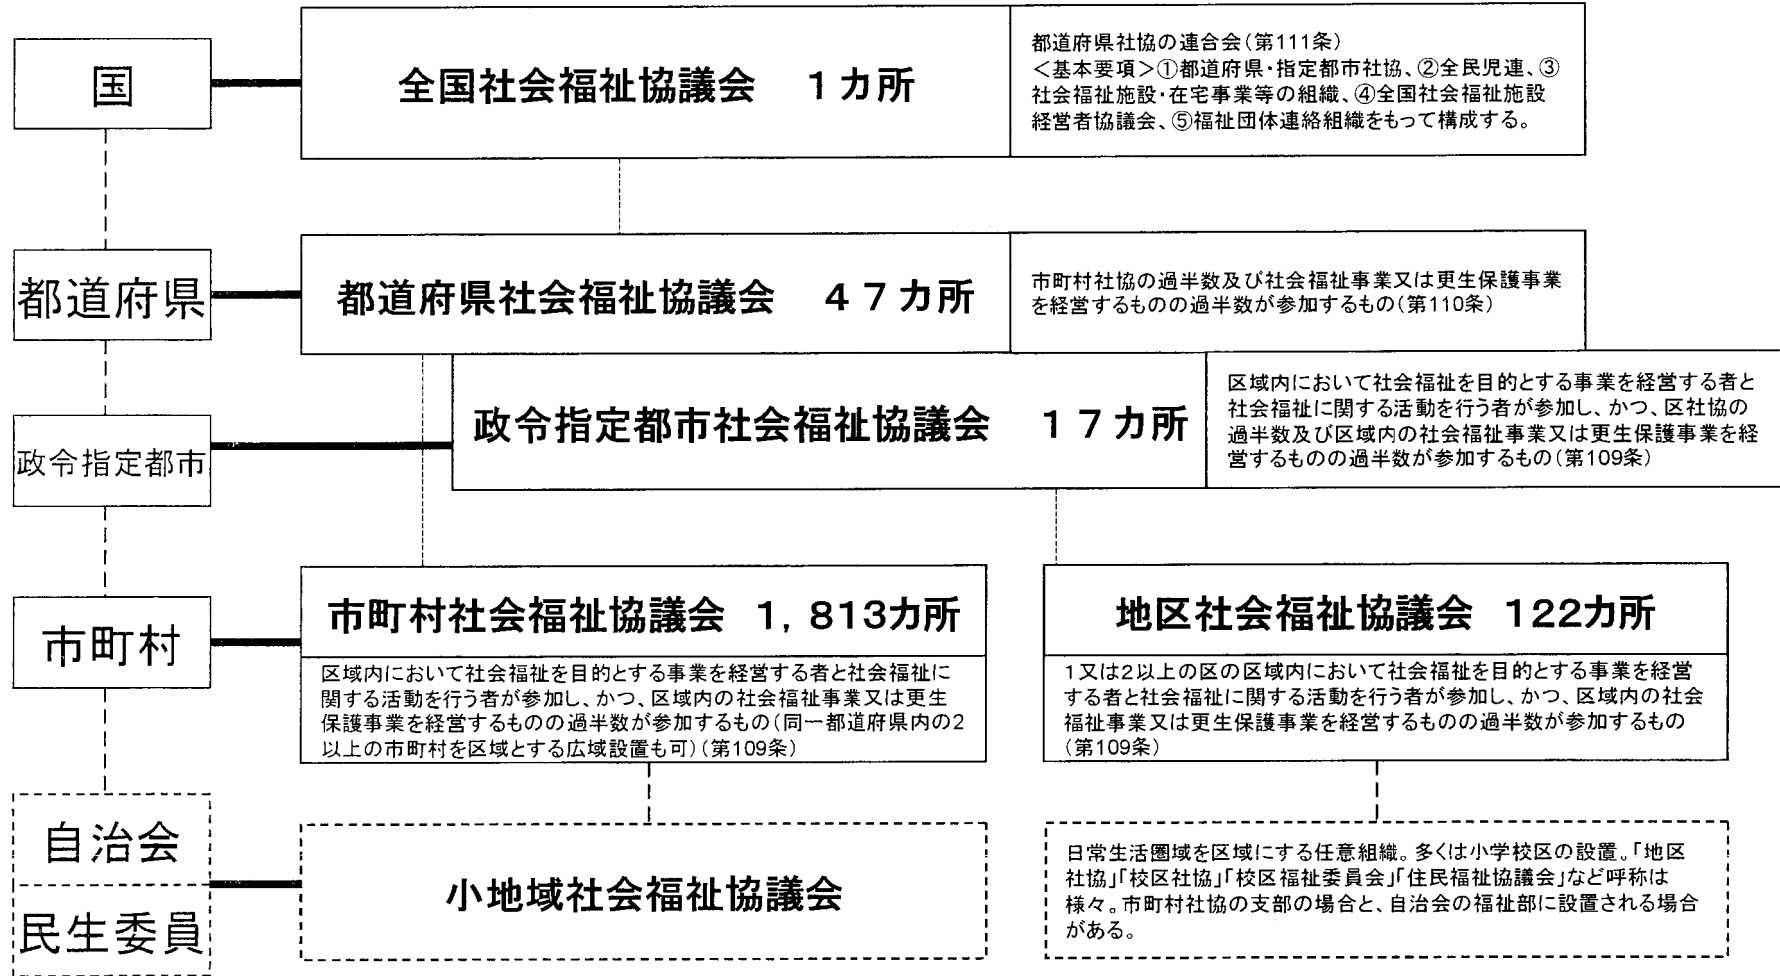 国
全国社会福祉協議会　１カ所
都道府県社協の連合会(第111条)
＜基本要項＞①都道府県・指定都市社協、②全民児連、③
社会福祉施設・在宅事業等の組織、④全国社会福祉施設
経営者協議会、⑤福祉団体連絡組織をもって構成する。
都道府県
都道府県社会福祉協議会　４７カ所
市町村社協の過半数及び社会福祉事業又は更生保護事業
を経営するものの過半数が参加するもの(第110条)
政令指定都市
政令指定都市社会福祉協議会　１７カ所
区域内において社会福祉を目的とする事業を経営する者と
社会福祉に関する活動を行う者が参加し、かつ、区社協の
過半数及び区域内の社会福祉事業又は更生保護事業を経
営するものの過半数が参加するもの(第109条)
市町村
市町村社会福祉協議会　1,813カ所
区域内において社会福祉を目的とする事業を経営する者と社会福祉に
関する活動を行う者が参加し、かつ、区域内の社会福祉事業又は更生
保護事業を経営するものの過半数が参加するもの(同一都道府県内の2
以上の市町村を区域とする広域設置も可)(第109条)
地区社会福祉協議会　122カ所
1又は2以上の区の区域内において社会福祉を目的とする事業を経営
する者と社会福祉に関する活動を行う者が参加し、かつ、区域内の社会
福祉事業又は更生保護事業を経営するものの過半数が参加するもの
(第109条)
自治会
民生委員
小地域社会福祉協議会
日常生活圏域を区域にする任意組織。多くは小学校区の設置。「地区
社協」「校区社協」「校区福祉委員会」「住民福祉協議会」など呼称は
様々。市町村社協の支部の場合と、自治会の福祉部に設置される場合
がある。